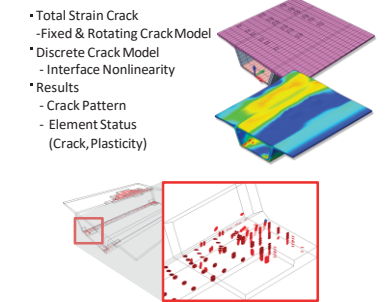 ▪ Total Strain Crack
-Fixed & Rotating Crack Model
▪ Discrete Crack Model
- Interface Nonlinearity
▪ Results
- Crack Pattern
- Element Status
(Crack, Plasticity)